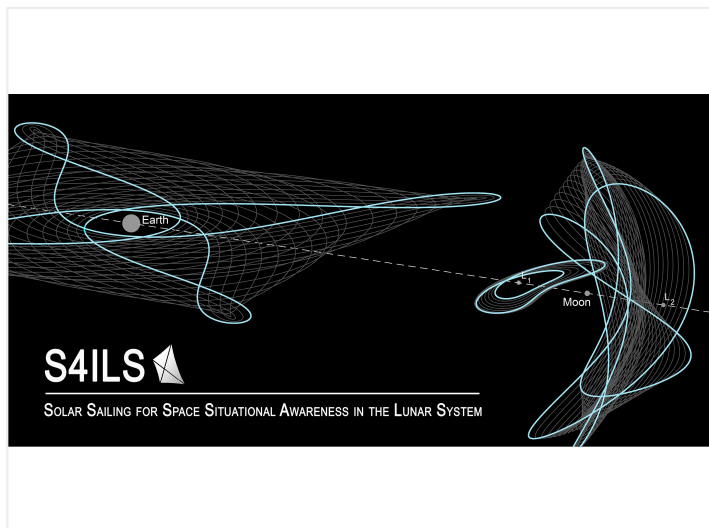 Earth
L1
Moon
L2
S4ILS
SOLAR SAILING FOR SPACE SITUATIONAL AWARENESS IN THE LUNAR SYSTEM